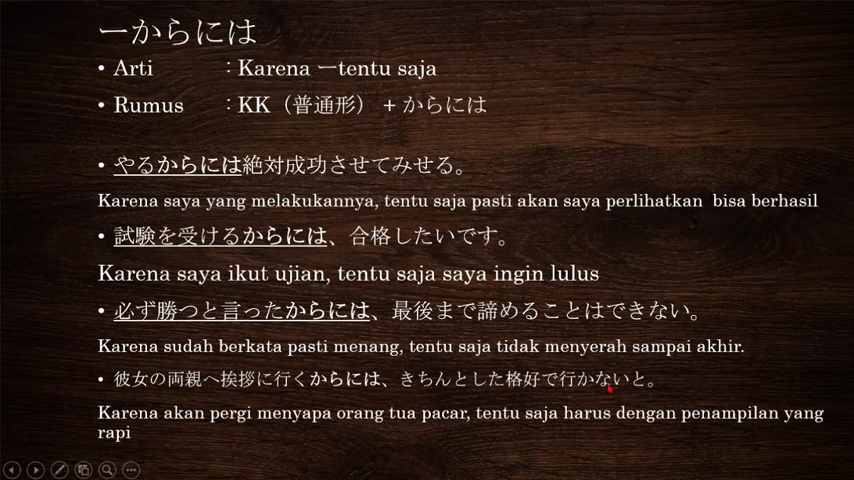 ーからには
• Arti : Karena ーtentu saja
• Rumus : KK（普通形） + からには
• やるからには絶対成功させてみせる。
Karena saya yang melakukannya, tentu saja pasti akan saya perlihatkan bisa berhasil
• 試験を受けるからには、合格したいです。
Karena saya ikut ujian, tentu saja saya ingin lulus
• 必ず勝つと言ったからには、最後まで諦めることはできない。
Karena sudah berkata pasti menang, tentu saja tidak menyerah sampai akhir.
• 彼女の両親へ挨拶に行くからには、きちんとした格好で行かないと。
Karena akan pergi menyapa orang tua pacar, tentu saja harus dengan penampilan yang
rapi